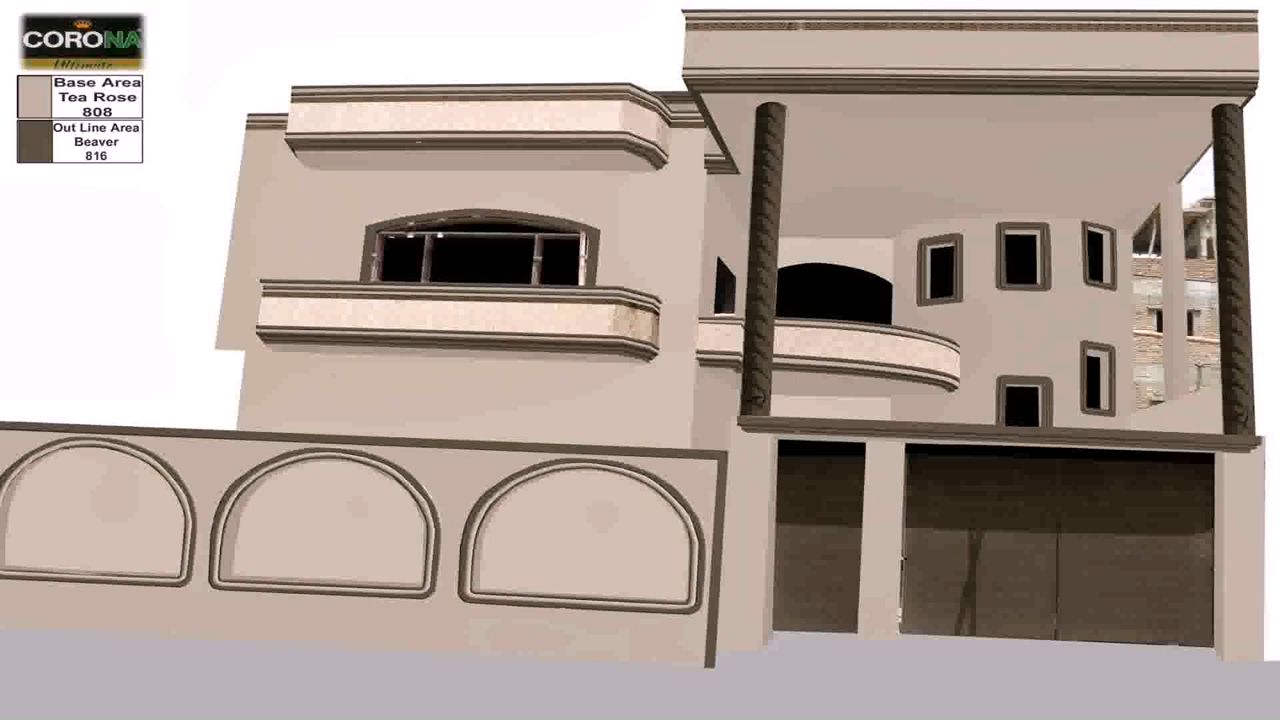 CORONA
Ultimate
Base Area
Tea Rose
808
Out Line Area
Beaver
816